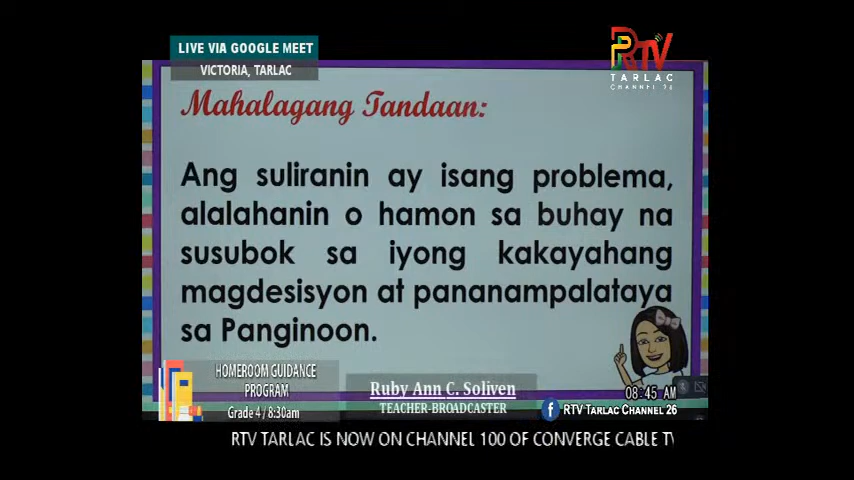 LIVE VIA GOOGLE MEET
VICTORIA, TARLAC
RTV
TARLAC
CHANNEL 26
Mahalagang Tandaan:
Ang suliranin ay isang problema,
alalahanin o hamon sa buhay na
susubok sa iyong kakayahang
magdesisyon at pananampalataya
sa Panginoon.
HOMEROOM GUIDANCE
PROGRAM
Grade 4 / 8:30am
Ruby Ann C. Soliven
TEACHER-BROADCASTER
08:45 AM
f RTV TARLAC CHANNEL 26
RTV TARLAC IS NOW ON CHANNEL 100 OF CONVERGE CABLE TV